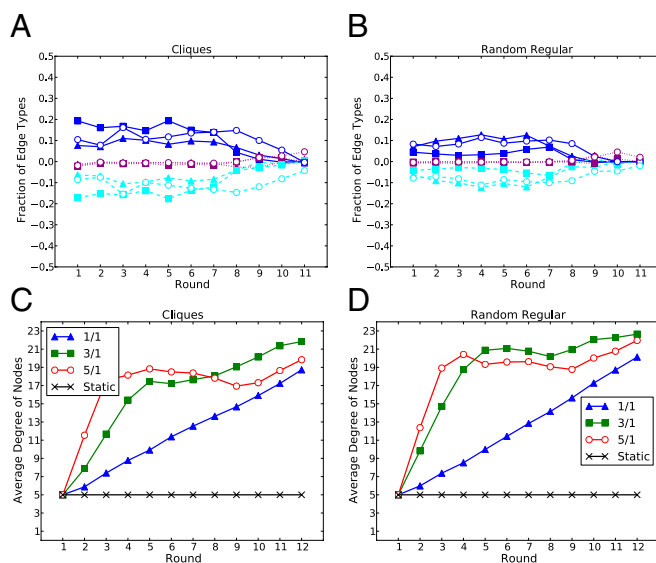 A
B
Cliques
Random Regular
Fraction of Edge Types
0.5
0.4
0.3
0.2
0.1
0.0
−0.1
−0.2
−0.3
−0.4
−0.5
1 2 3 4 5 6 7 8 9 10 11
Round
Fraction of Edge Types
0.5
0.4
0.3
0.2
0.1
0.0
−0.1
−0.2
−0.3
−0.4
−0.5
1 2 3 4 5 6 7 8 9 10 11
Round
C
D
Cliques
Random Regular
Average Degree of Nodes
23
21
19
17
15
13
11
9
7
5
3
1
1/1
3/1
5/1
Static
1 2 3 4 5 6 7 8 9 10 11 12
Round
Average Degree of Nodes
23
21
19
17
15
13
11
9
7
5
3
1
1/1
3/1
5/1
Static
1 2 3 4 5 6 7 8 9 10 11 12
Round